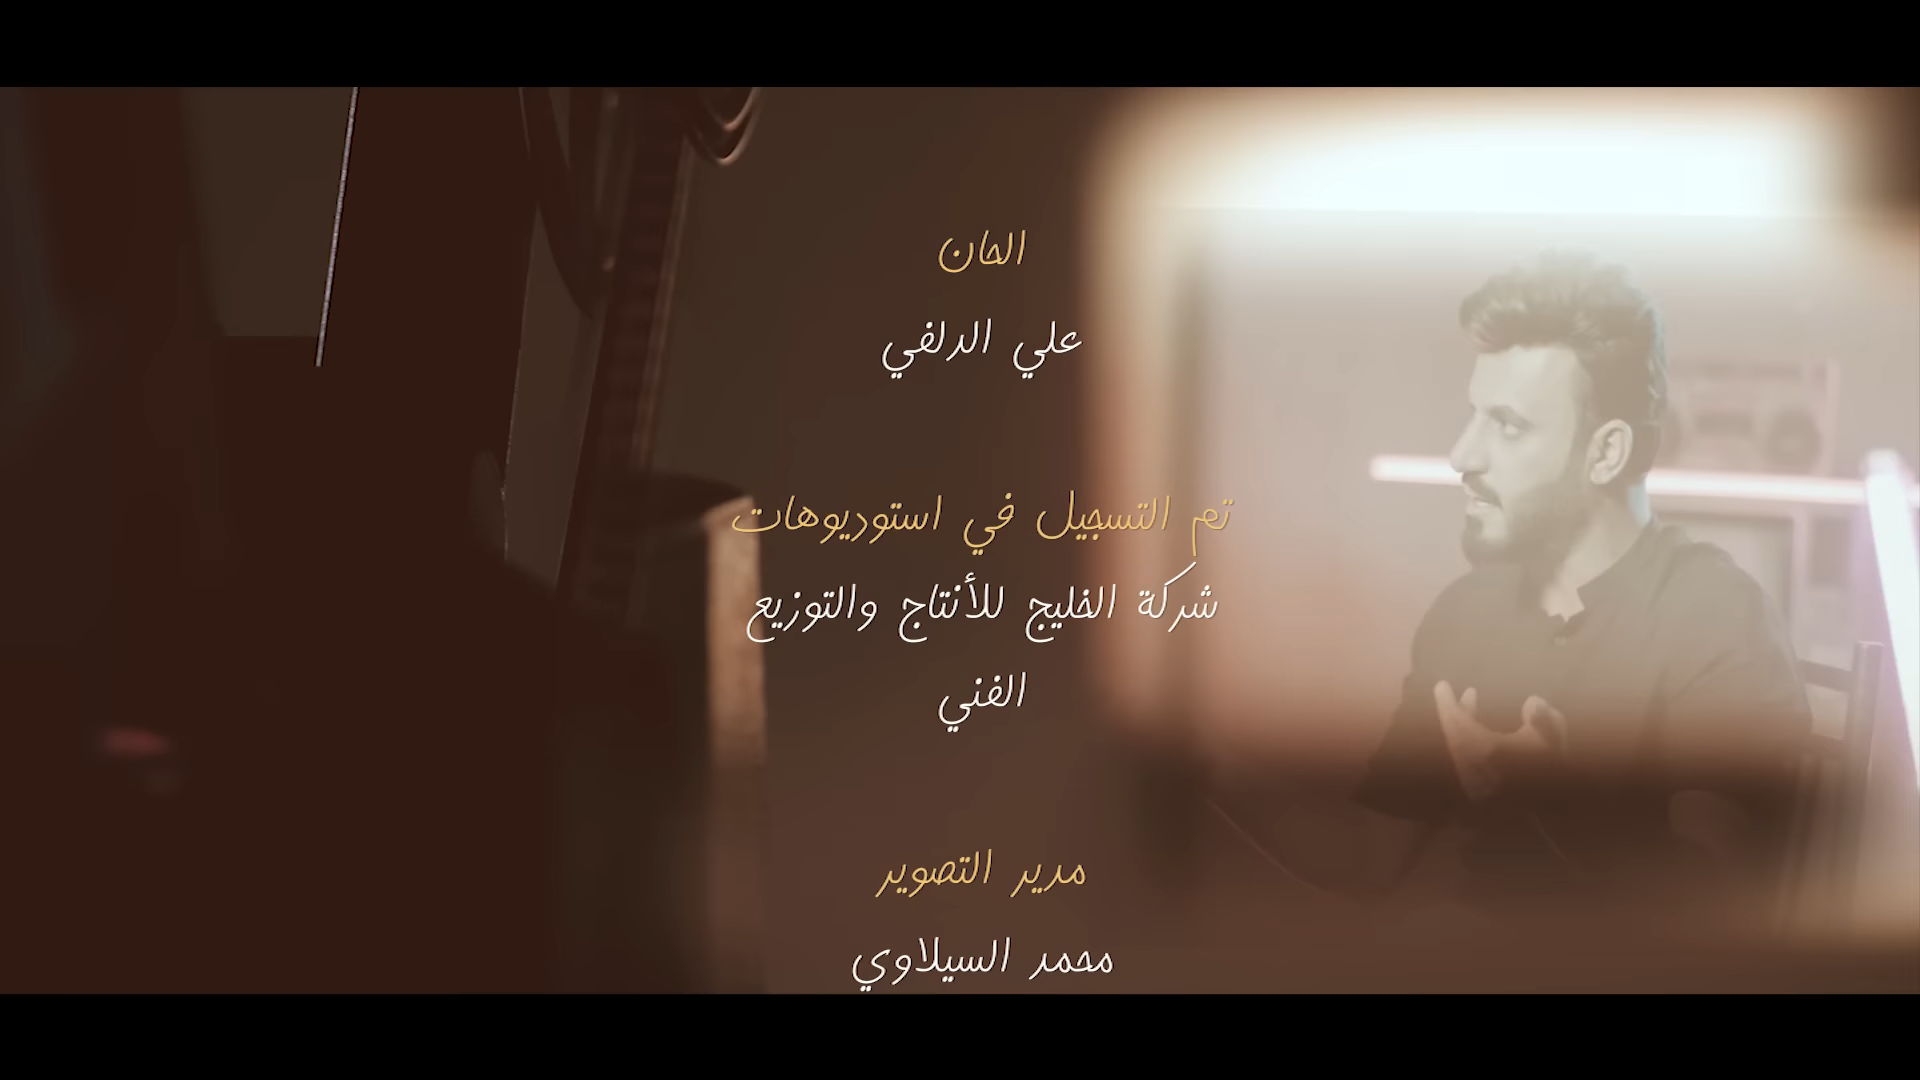 الحان
علي الدلفي
تم التسجيل في استوديوهات
شركة الخليج للأنتاج والتوزيع
الفني
مدير التصوير
محمد السيلاوي